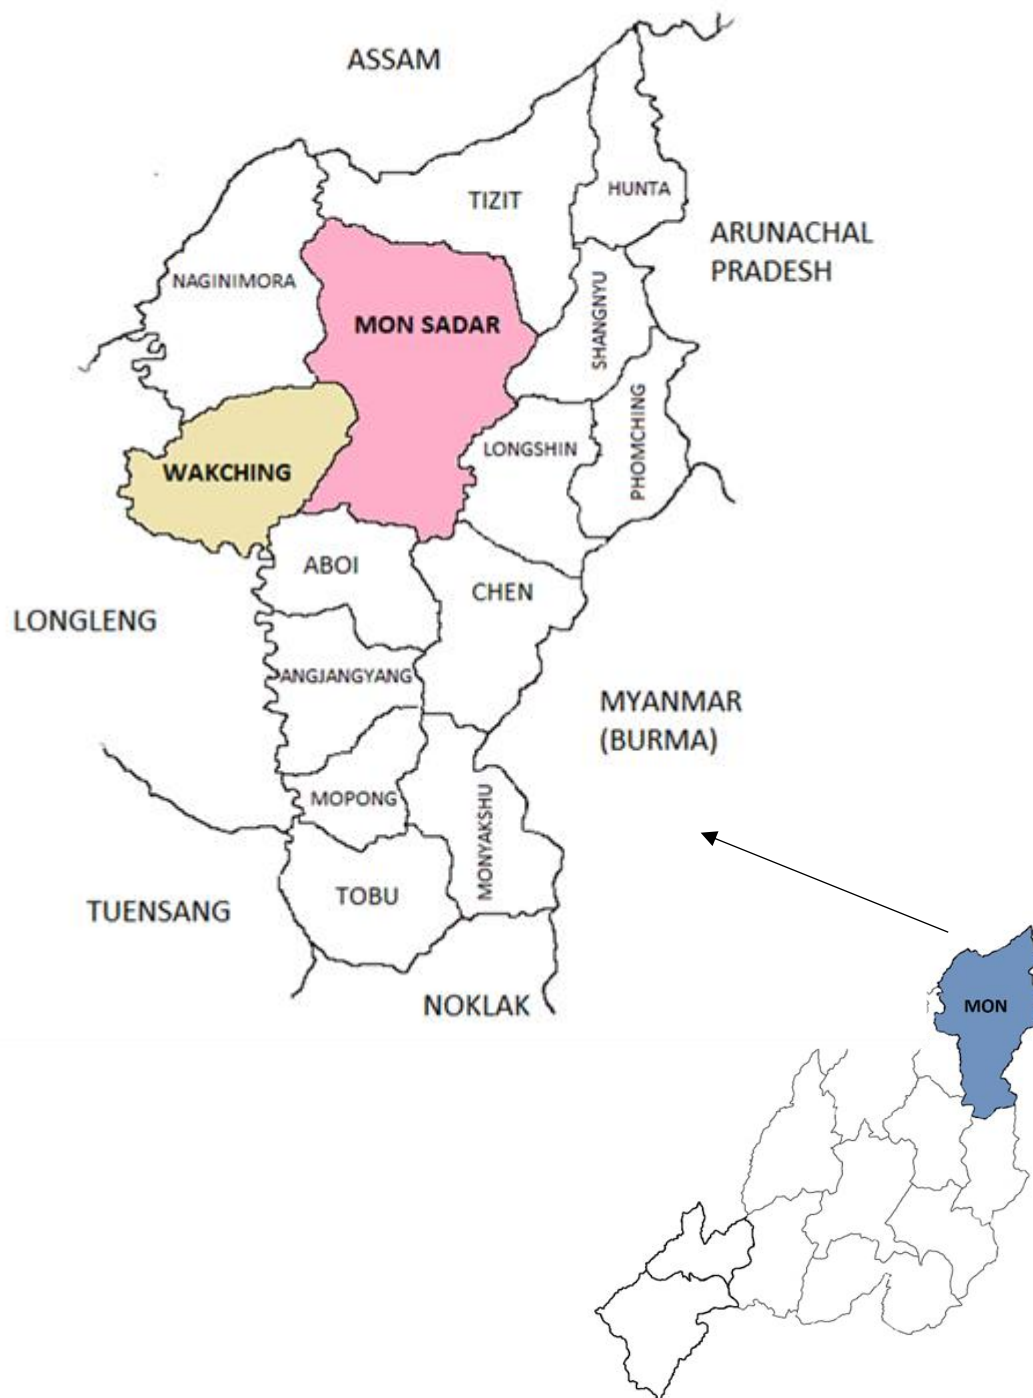 ASSAM
TIZIT
HUNTA
ARUNACHAL
PRADESH
NAGINIMORA
MON SADAR
SHANGNYU
PHOMCHING
LONGSHIN
WAKCHING
ABOI
CHEN
LONGLENG
ANGJANGYANG
MYANMAR
(BURMA)
MOPONG
MONYAKSHU
TOBU
TUENSANG
NOKLAK
MON